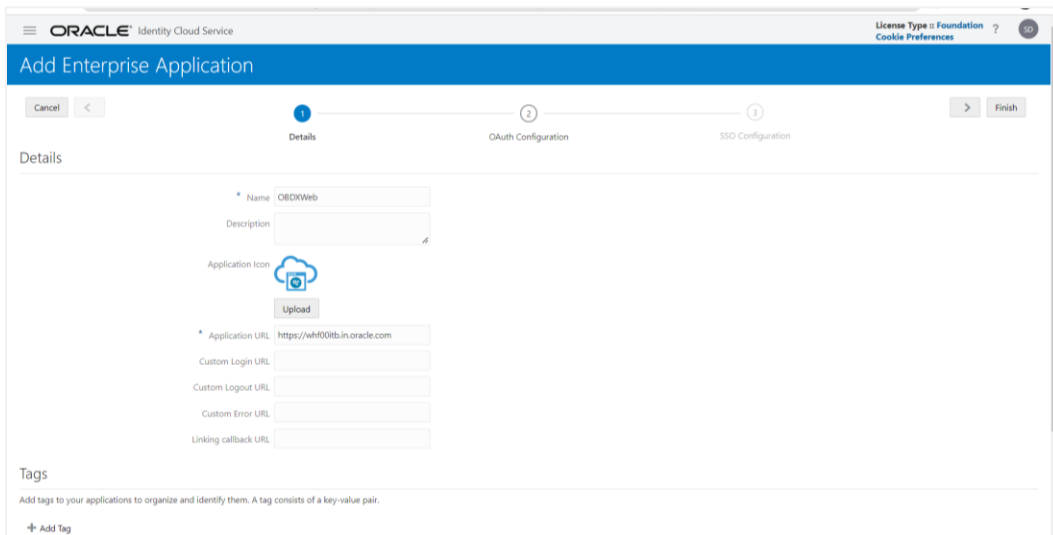 ORACLE® Identity Cloud Service
License Type :: Foundation
Cookie Preferences
?
SD
Add Enterprise Application
Cancel < 1 2 3 > Finish
Details OAuth Configuration SSO Configuration
Details
* Name OBDXWeb
Description
Application Icon
Upload
* Application URL https://whf00itb.in.oracle.com
Custom Login URL
Custom Logout URL
Custom Error URL
Linking callback URL
Tags
Add tags to your applications to organize and identify them. A tag consists of a key-value pair.
+ Add Tag